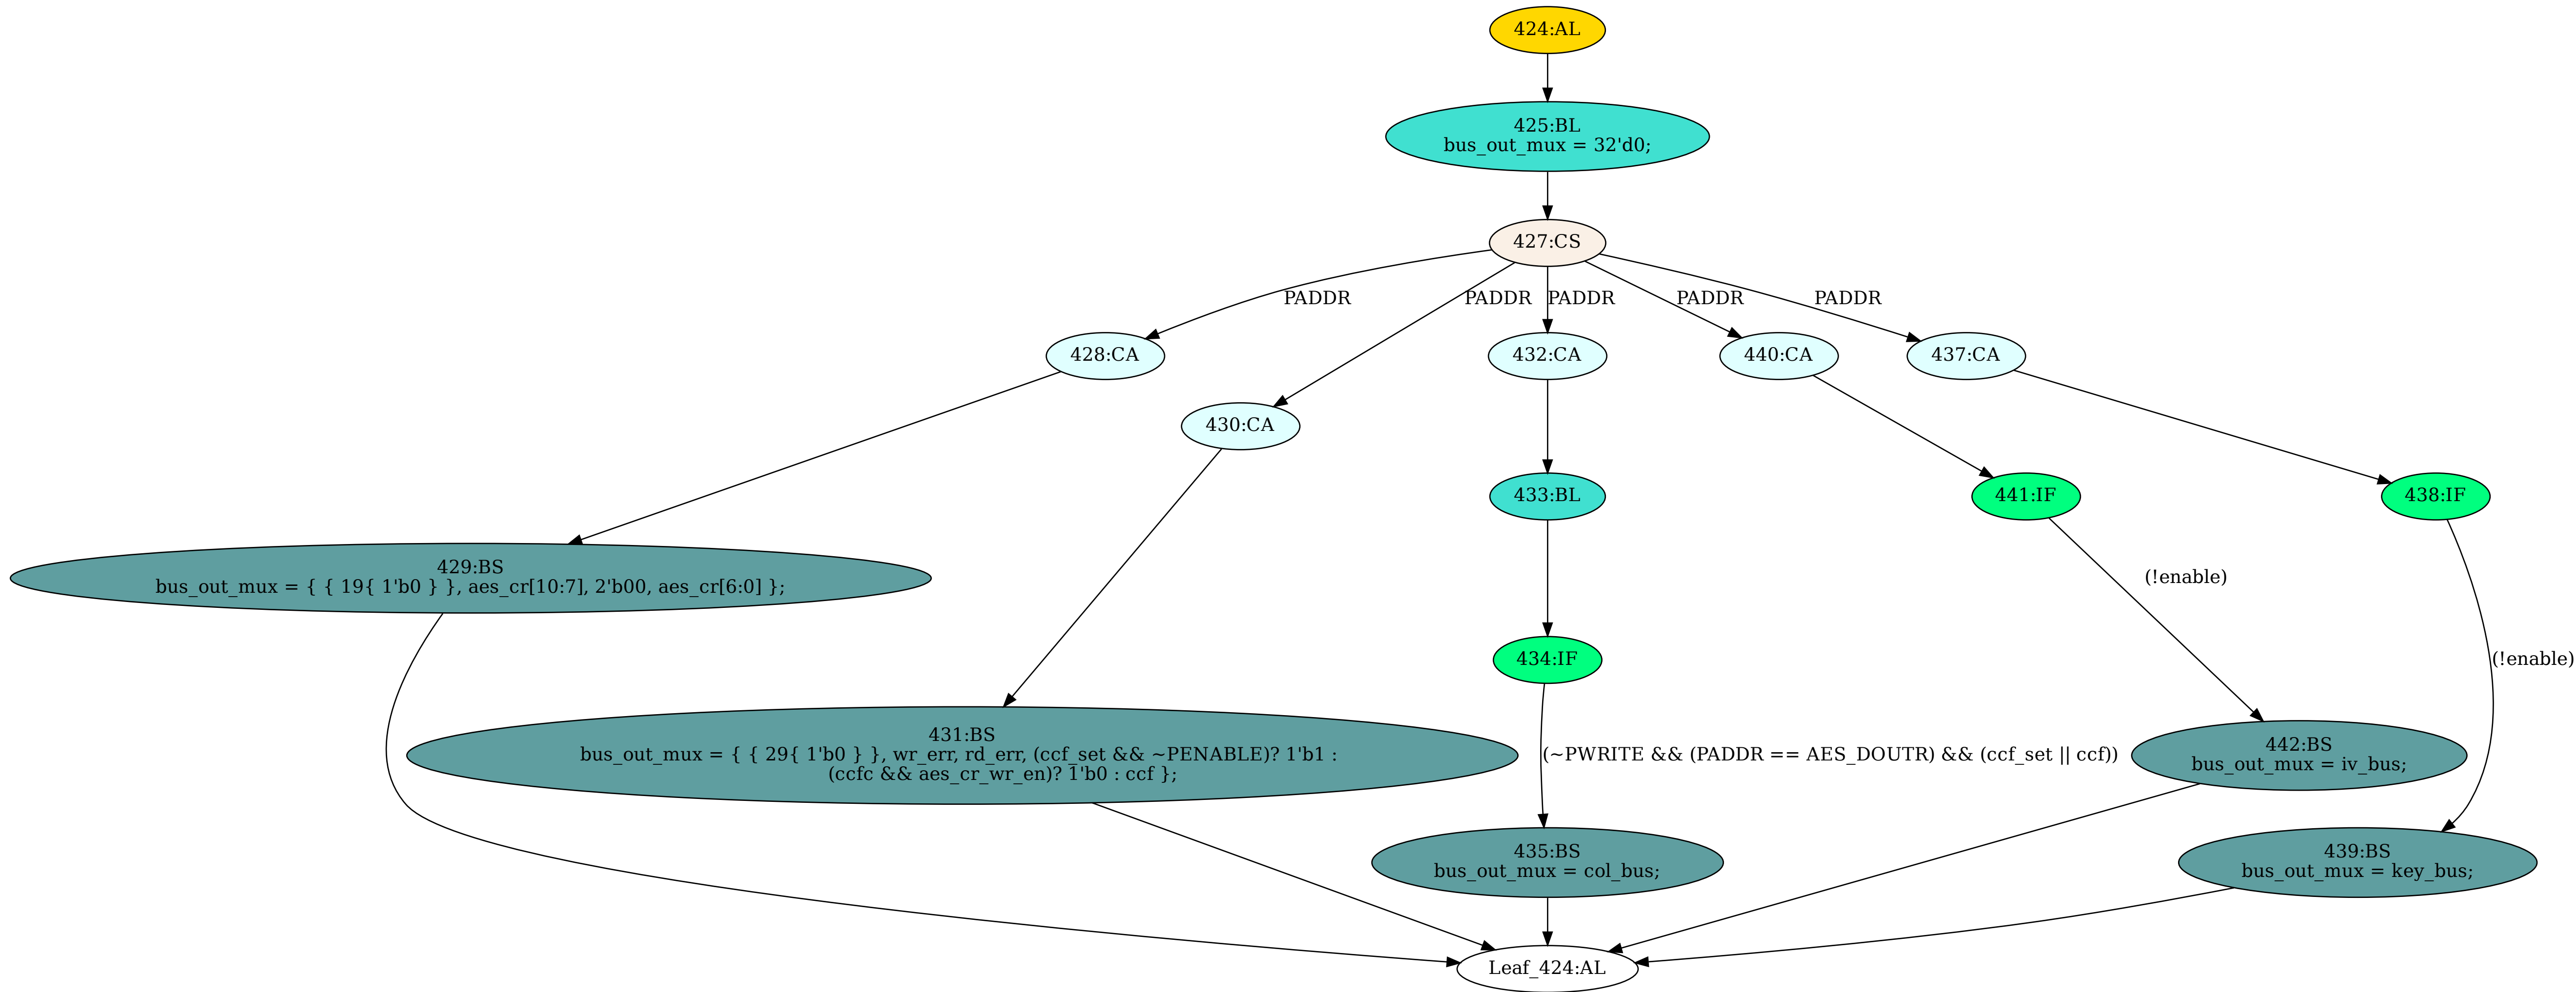 424:AL
425:BL
bus_out_mux = 32'd0;
427:CS
PADDR
PADDR
PADDR
PADDR
PADDR
428:CA
430:CA
432:CA
440:CA
437:CA
433:BL
441:IF
438:IF
429:BS
bus_out_mux = { { 19{ 1'b0 } }, aes_cr[10:7], 2'b00, aes_cr[6:0] };
(!enable)
434:IF
(!enable)
431:BS
bus_out_mux = { { 29{ 1'b0 } }, wr_err, rd_err, (ccf_set && ~PENABLE)? 1'b1 :
(ccfc && aes_cr_wr_en)? 1'b0 : ccf };
(~PWRITE && (PADDR == AES_DOUTR) && (ccf_set || ccf))
442:BS
bus_out_mux = iv_bus;
435:BS
bus_out_mux = col_bus;
439:BS
bus_out_mux = key_bus;
Leaf_424:AL